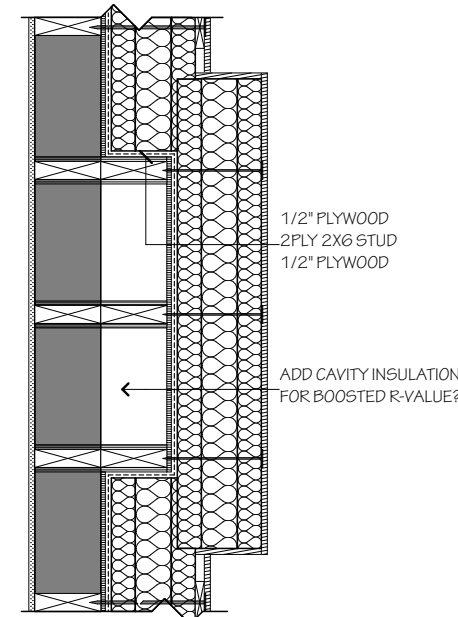 1/2" PLYWOOD
2PLY 2X6 STUD
1/2" PLYWOOD
ADD CAVITY INSULATION
FOR BOOSTED R-VALUE?